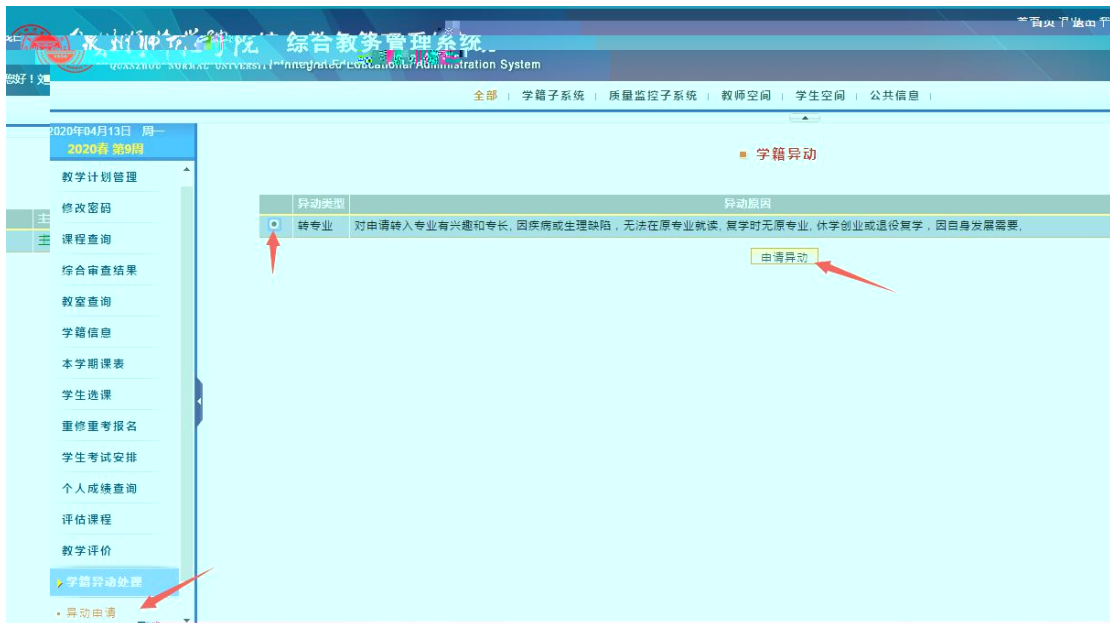 综合教务管理系统
全部 | 学籍子系统 | 质量监控子系统 | 教师空间 | 学生空间 | 公共信息 |
2020年04月13日 周一
2020春 第9周
学籍异动
教学计划管理
修改密码
课程查询
综合审查结果
教室查询
学籍信息
本学期课表
学生选课
重修重考报名
学生考试安排
个人成绩查询
评估课程
教学评价
学籍异动处理
异动申请
异动类型 异动原因
转专业 对申请转入专业有兴趣和专长, 因疾病或生理缺陷，无法在原专业就读, 复学时无原专业, 休学创业或退役复学，因自身发展需要,
申请异动